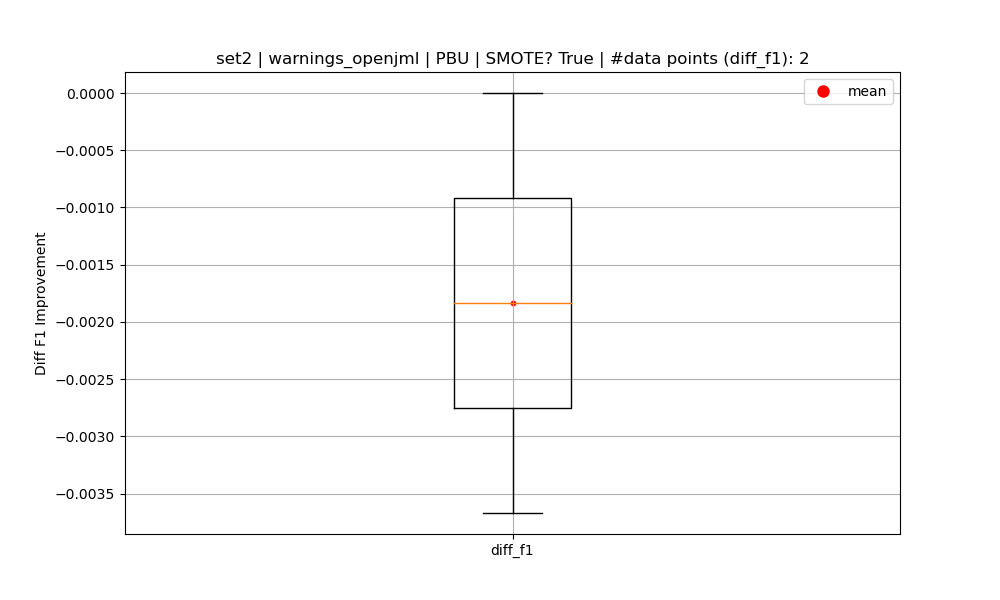 set2 | warnings_openjml | PBU | SMOTE? True | #data points (diff_f1): 2
mean
Diff F1 Improvement
0.0000
−0.0005
−0.0010
−0.0015
−0.0020
−0.0025
−0.0030
−0.0035
diff_f1